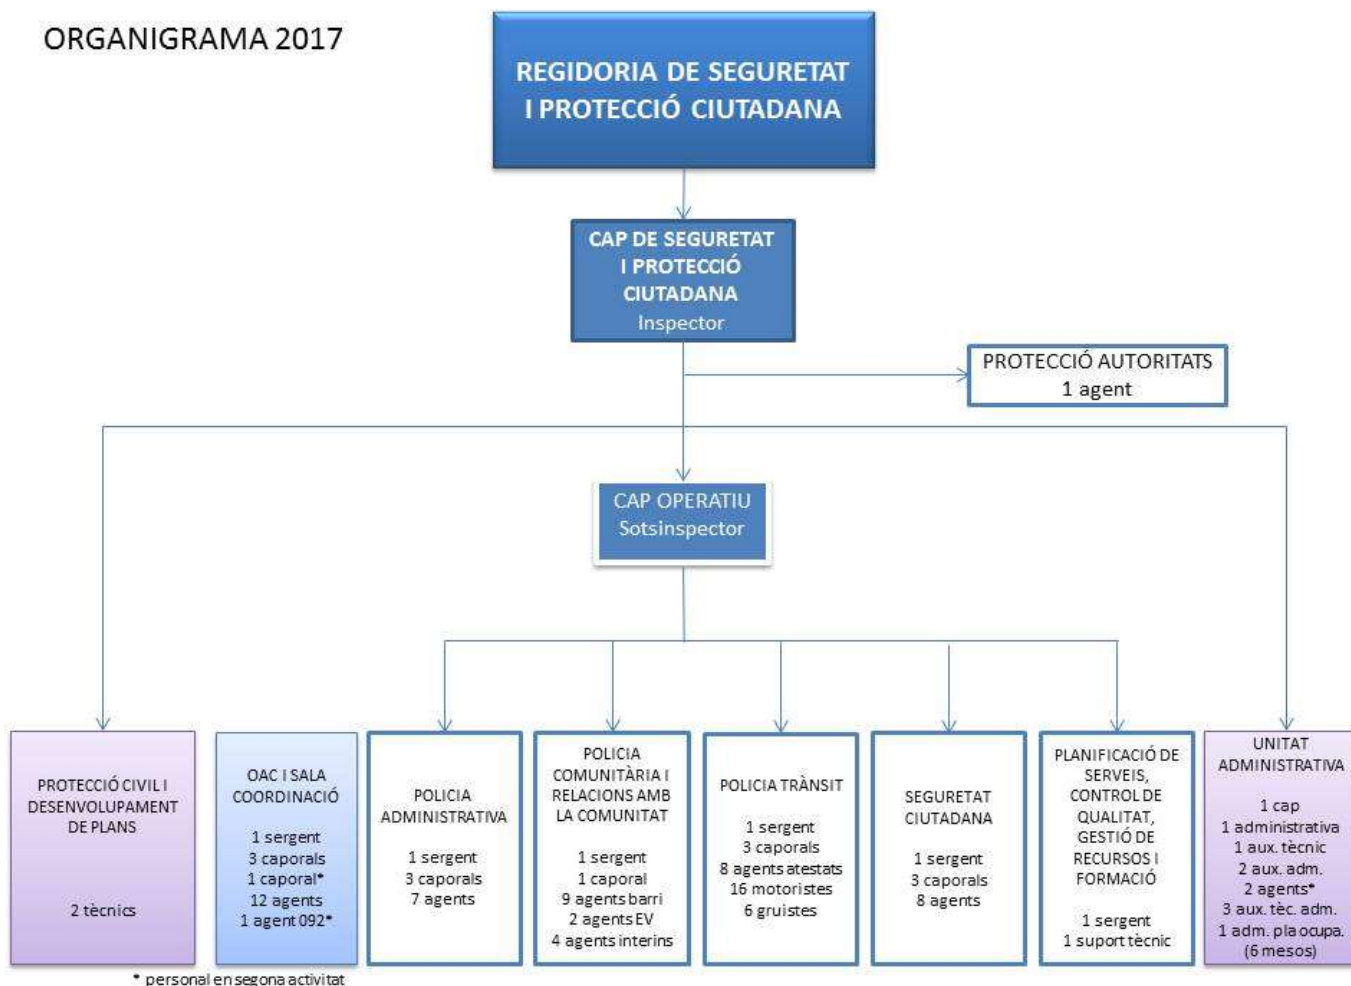 ORGANIGRAMA 2017
REGIDORIA DE SEGURETAT
I PROTECCIÓ CIUTADANA
CAP DE SEGURETAT
I PROTECCIÓ
CIUTADANA
Inspector
PROTECCIÓ AUTORITATS
1 agent
CAP OPERATIU
Sotsinspector
PROTECCIÓ CIVIL I
DESENVOLUPAMENT
DE PLANS
2 tècnics
OAC I SALA
COORDINACIÓ
1 sergent
3 caporals
1 caporal*
12 agents
1 agent 092*
POLICIA
ADMINISTRATIVA
1 sergent
3 caporals
7 agents
POLICIA
COMUNITÀRIA I
RELACIONS AMB
LA COMUNITAT
1 sergent
1 caporal
9 agents barri
2 agents EV
4 agents interins
POLICIA TRÀNSIT
1 sergent
3 caporals
8 agents atestats
16 motoristes
6 gruistes
SEGURETAT
CIUTADANA
1 sergent
3 caporals
8 agents
PLANIFICACIÓ DE
SERVEIS,
CONTROL DE
QUALITAT,
GESTIÓ DE
RECURSOS I
FORMACIÓ
1 sergent
1 suport tècnic
UNITAT
ADMINISTRATIVA
1 cap
1 administrativa
1 aux. tècnic
2 aux. adm.
2 agents*
3 aux. tèc. adm.
1 adm. pla ocupa.
(6 mesos)
* personal en segona activitat